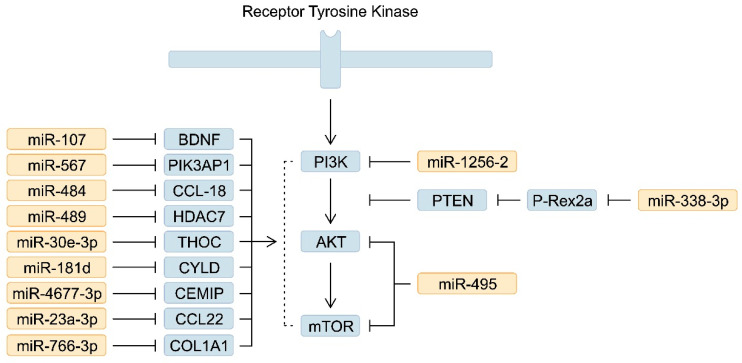 Receptor Tyrosine Kinase
miR-107 BDNF
miR-567 PIK3AP1 PI3K miR-1256-2
miR-484 CCL-18
PTEN P-Rex2a miR-338-3p
miR-489 HDAC7
miR-30e-3p THOC AKT
miR-181d CYLD
miR-495
miR-4677-3p CEMIP
miR-23a-3p CCL22 mTOR
miR-766-3p COL1A1